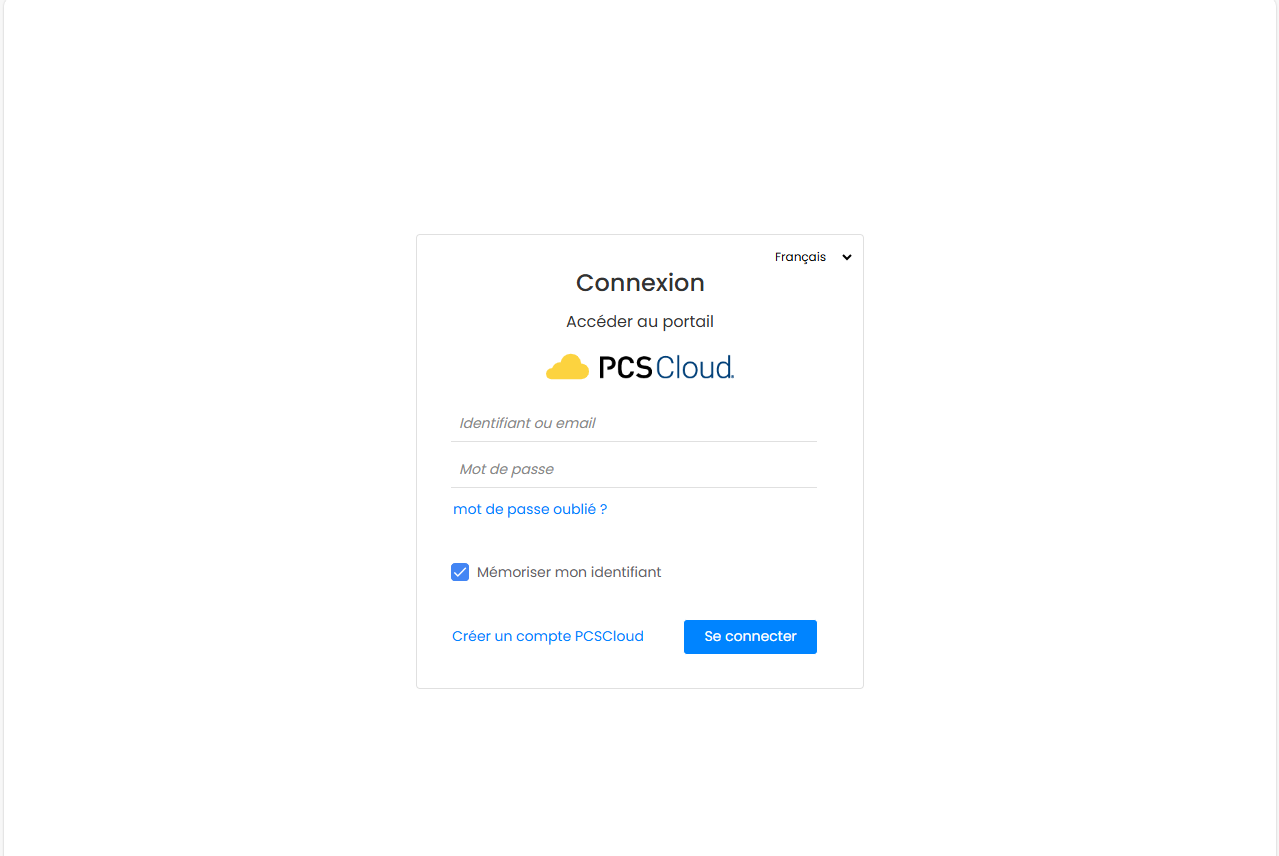 Français
Connexion
Accéder au portail
PCSCloud.
Identifiant ou email
Mot de passe
mot de passe oublié ?
Mémoriser mon identifiant
Créer un compte PCSCloud
Se connecter